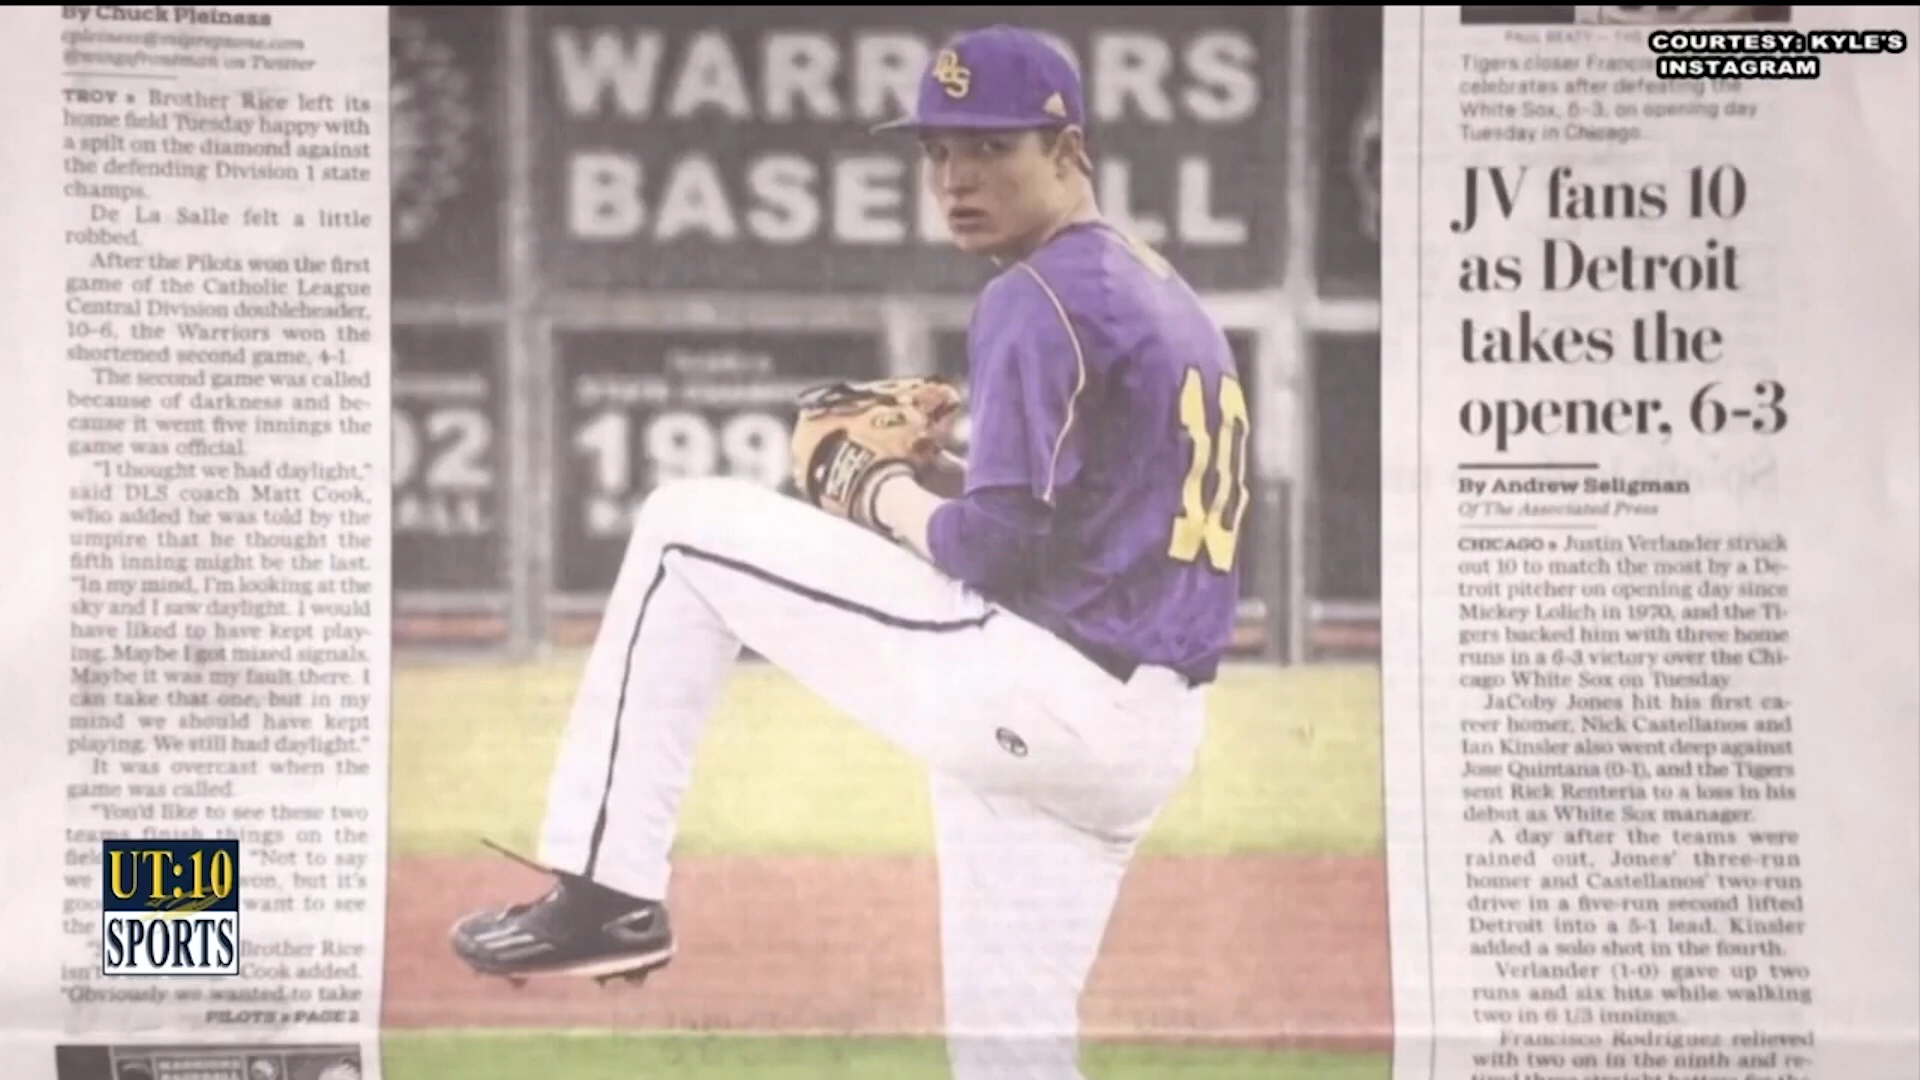 By Chuck Pleiness
cpleiness@miprepzone.com
@wingsfrontman on Twitter
TROY » Brother Rice left its
home field Tuesday happy with
a spilt on the diamond against
the defending Division 1 state
champs.
De La Salle felt a little
robbed.
After the Pilots won the first
game of the Catholic League
Central Division doubleheader,
10-6, the Warriors won the
shortened second game, 4-1.
The second game was called
because of darkness and be-
cause it went five innings the
game was official.
"I thought we had daylight,"
said DLS coach Matt Cook,
who added he was told by the
umpire that he thought the
fifth inning might be the last.
"In my mind, I'm looking at the
sky and I saw daylight. I would
have liked to have kept play-
ing. Maybe I got mixed signals.
Maybe it was my fault there. I
can take that one, but in my
mind we should have kept
playing. We still had daylight."
It was overcast when the
game was called.
"You'd like to see these two
teams finish things on the
"Not to say
we won, but it's
want to see
the
Brother Rice
isn't Cook added.
"Obviously we wanted to take
PILOTS » PAGE 2
UT:10
SPORTS
WARRIORS
BASEBALL
02
199
DLS
10
COURTESY: KYLE'S
INSTAGRAM
Tigers closer
celebrates after defeating the
White Sox, 6-3, on opening day
Tuesday in Chicago.
JV fans 10
as Detroit
takes the
opener, 6-3
By Andrew Seligman
Of The Associated Press
CHICAGO » Justin Verlander struck
out 10 to match the most by a De-
troit pitcher on opening day since
Mickey Lolich in 1970, and the Ti-
gers backed him with three home
runs in a 6-3 victory over the Chi-
cago White Sox on Tuesday.
JaCoby Jones hit his first ca-
reer homer, Nick Castellanos and
Ian Kinsler also went deep against
Jose Quintana (0-1), and the Tigers
sent Rick Renteria to a loss in his
debut as White Sox manager.
A day after the teams were
rained out, Jones' three-run
homer and Castellanos' two-run
drive in a five-run second lifted
Detroit into a 5-1 lead. Kinsler
added a solo shot in the fourth.
Verlander (1-0) gave up two
runs and six hits while walking
two in 6 1/3 innings.
Francisco Rodriguez relieved
with two on in the ninth and re-